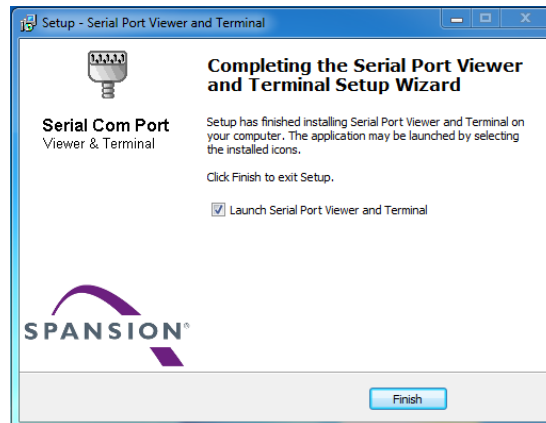 Setup - Serial Port Viewer and Terminal
Completing the Serial Port Viewer
and Terminal Setup Wizard
Serial Com Port
Viewer & Terminal
Setup has finished installing Serial Port Viewer and Terminal on
your computer. The application may be launched by selecting
the installed icons.
Click Finish to exit Setup.
Launch Serial Port Viewer and Terminal
SPANSION®
Finish